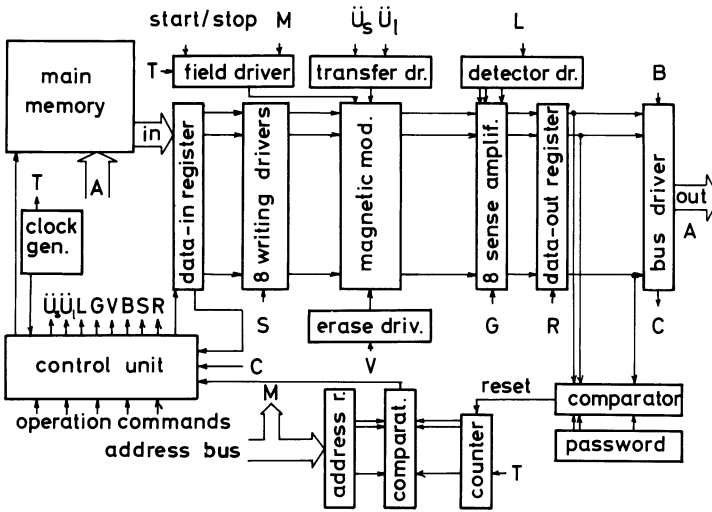 start/stop M Üs Ül L
T field driver transfer dr. detector dr. B
main
memory
in
data-in register
8 writing drivers
magnetic mod.
8 sense amplif.
data-out register
bus driver
out
A
T A
clock
gen.
Üs Ül L G V B S R
S erase driv. G R C
V
control unit
C
operation commands
M
address bus
address r.
comparat.
counter
T
reset
comparator
password